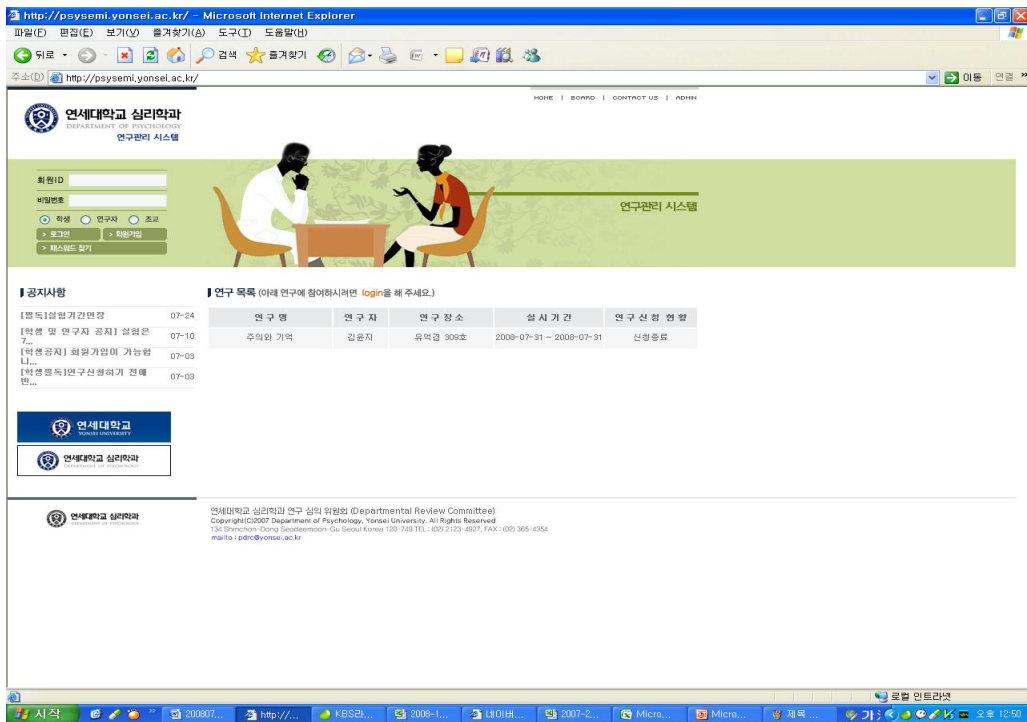 http://psysemi.yonsei.ac.kr/ - Microsoft Internet Explorer
파일(F) 편집(E) 보기(V) 즐겨찾기(A) 도구(T) 도움말(H)
뒤로 검색 즐겨찾기
주소(D) http://psysemi.yonsei.ac.kr/ 이동 연결 »
HOME | BOARD | CONTACT US | ADMIN
연세대학교 심리학과
DEPARTMENT OF PSYCHOLOGY
연구관리 시스템
회원ID
비밀번호
학생 연구자 조교
> 로그인 > 회원가입
> 패스워드 찾기
연구관리 시스템
공지사항
[필독]실험기간연장 07-24
[학생 및 연구자 공지] 실험은 7... 07-10
[학생공지] 회원가입이 가능합니... 07-03
[학생필독]연구신청하기 전에 반... 07-03
연구 목록 (아래 연구에 참여하시려면 login을 해 주세요.)
연구명 연구자 연구장소 실시기간 연구신청 현황
주의와 기억 김윤지 유억겸 309호 2008-07-31 ~ 2008-07-31 신청종료
연세대학교
YONSEI UNIVERSITY
연세대학교 심리학과
DEPARTMENT OF PSYCHOLOGY
연세대학교 심리학과
DEPARTMENT OF PSYCHOLOGY
연세대학교 심리학과 연구 심의 위원회 (Departmental Review Committee)
Copyright(C)2007 Department of Psychology, Yonsei University, All Rights Reserved
134 Shinchon-Dong Seodaemoon-Gu Seoul Korea 120-749 TEL : (02) 2123-4927, FAX : (02) 365-4354
mailto : pdrc@yonsei.ac.kr
로컬 인트라넷
시작 200807... http://... KBS라... 2008-1... 네이버... 2007-2... Micro... Micro... 제목 ... 오후 12:50